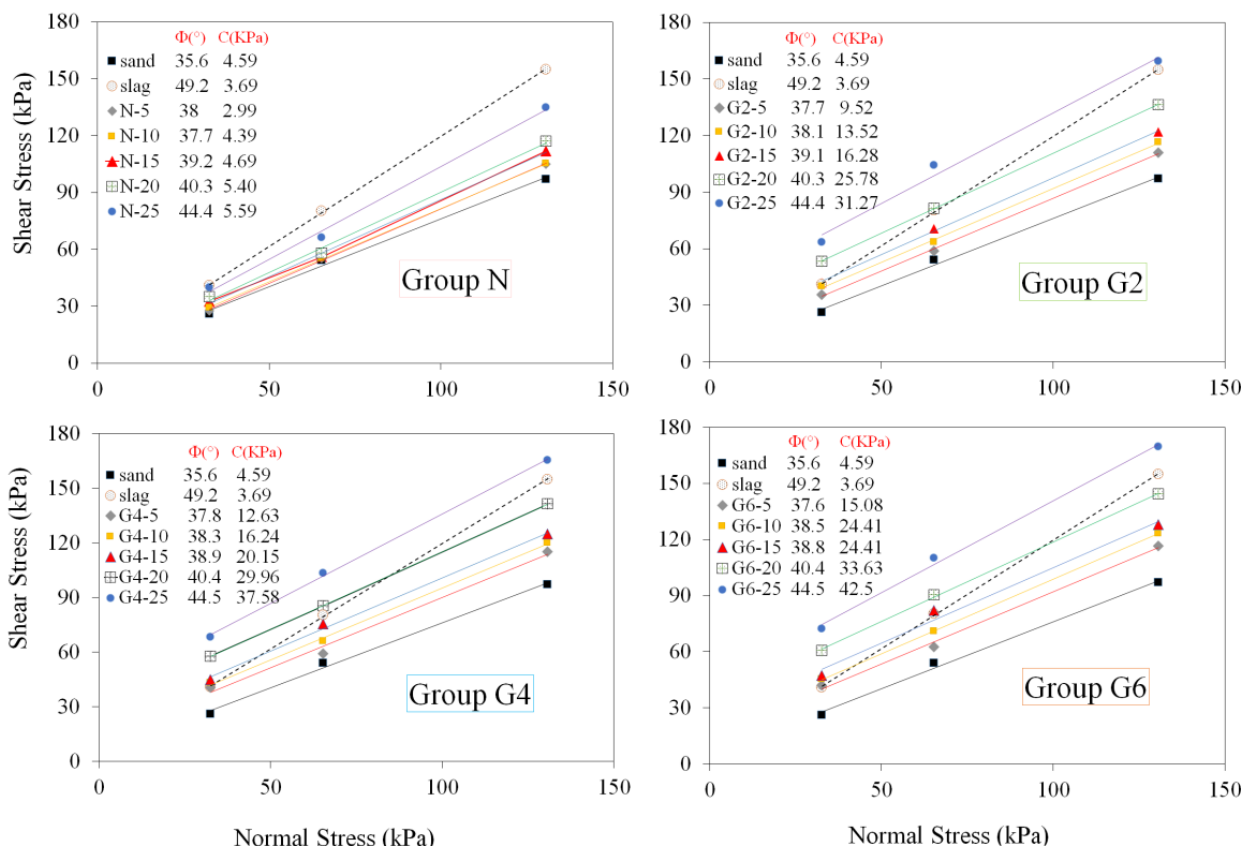 180
150
120
90
60
30
0
Shear Stress (kPa)
Φ(°) C(KPa)
sand 35.6 4.59
slag 49.2 3.69
N-5 38 2.99
N-10 37.7 4.39
N-15 39.2 4.69
N-20 40.3 5.40
N-25 44.4 5.59
Group N
0 50 100 150
180
150
120
90
60
30
0
Shear Stress (kPa)
Φ(°) C(KPa)
sand 35.6 4.59
slag 49.2 3.69
G2-5 37.7 9.52
G2-10 38.1 13.52
G2-15 39.1 16.28
G2-20 40.3 25.78
G2-25 44.4 31.27
Group G2
0 50 100 150
180
150
120
90
60
30
0
Shear Stress (kPa)
Φ(°) C(KPa)
sand 35.6 4.59
slag 49.2 3.69
G4-5 37.8 12.63
G4-10 38.3 16.24
G4-15 38.9 20.15
G4-20 40.4 29.96
G4-25 44.5 37.58
Group G4
0 50 100 150
Normal Stress (kPa)
180
150
120
90
60
30
0
Shear Stress (kPa)
Φ(°) C(KPa)
sand 35.6 4.59
slag 49.2 3.69
G6-5 37.6 15.08
G6-10 38.5 24.41
G6-15 38.8 24.41
G6-20 40.4 33.63
G6-25 44.5 42.5
Group G6
0 50 100 150
Normal Stress (kPa)